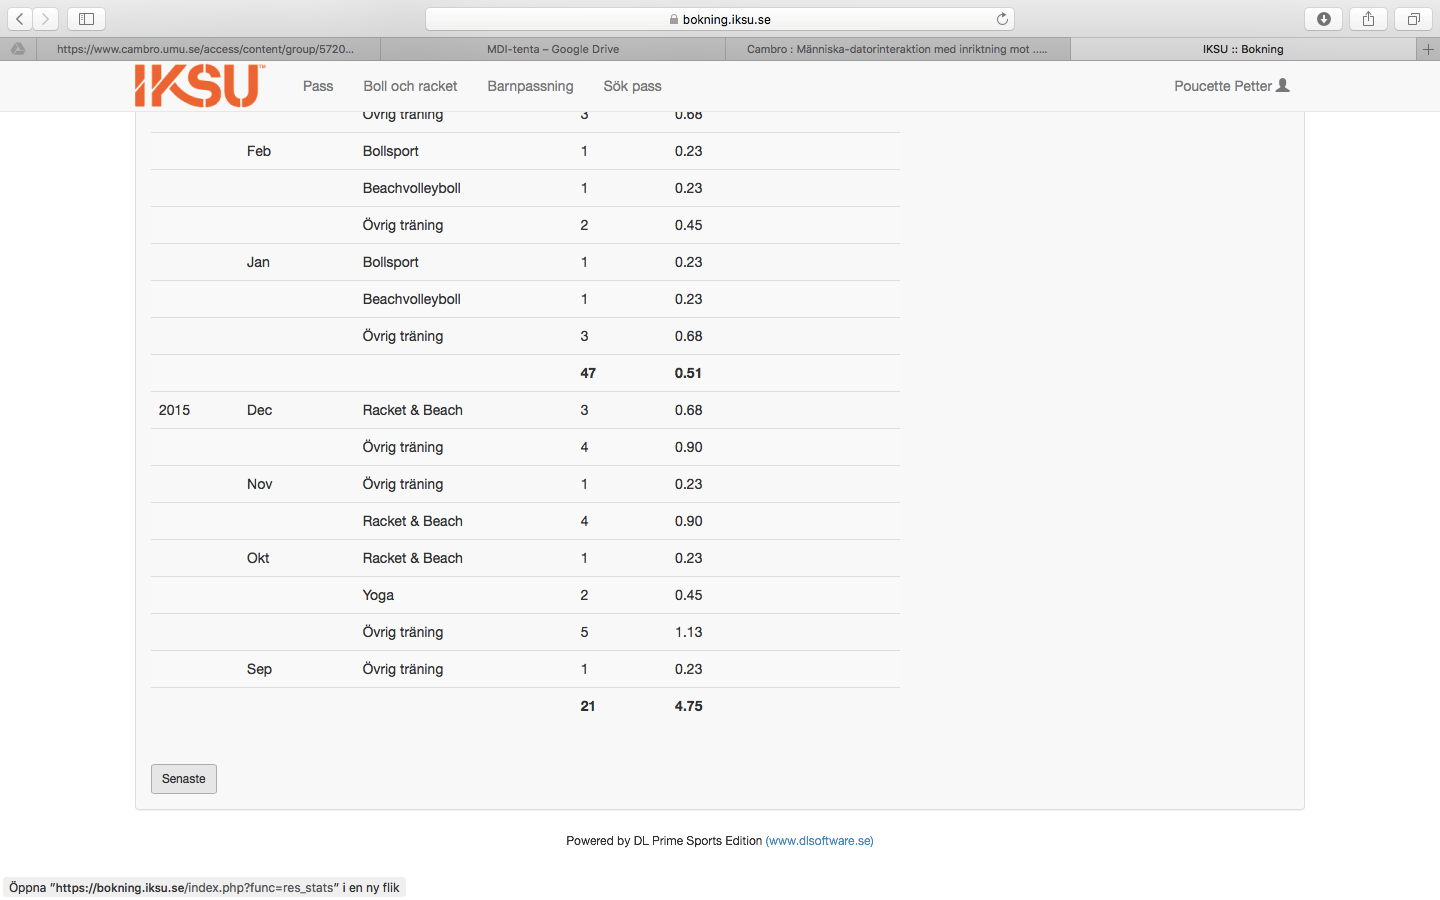 bokning.iksu.se
https://www.cambro.umu.se/access/content/group/5720...
MDI-tenta – Google Drive
Cambro : Människa-datorinteraktion med inriktning mot .....
IKSU :: Bokning
IKSU™
Pass
Boll och racket
Barnpassning
Sök pass
Poucette Petter
Övrig träning 3 0.68
Feb Bollsport 1 0.23
Beachvolleyboll 1 0.23
Övrig träning 2 0.45
Jan Bollsport 1 0.23
Beachvolleyboll 1 0.23
Övrig träning 3 0.68
47 0.51
2015 Dec Racket & Beach 3 0.68
Övrig träning 4 0.90
Nov Övrig träning 1 0.23
Racket & Beach 4 0.90
Okt Racket & Beach 1 0.23
Yoga 2 0.45
Övrig träning 5 1.13
Sep Övrig träning 1 0.23
21 4.75
Senaste
Powered by DL Prime Sports Edition (www.dlsoftware.se)
Öppna ”https://bokning.iksu.se/index.php?func=res_stats” i en ny flik